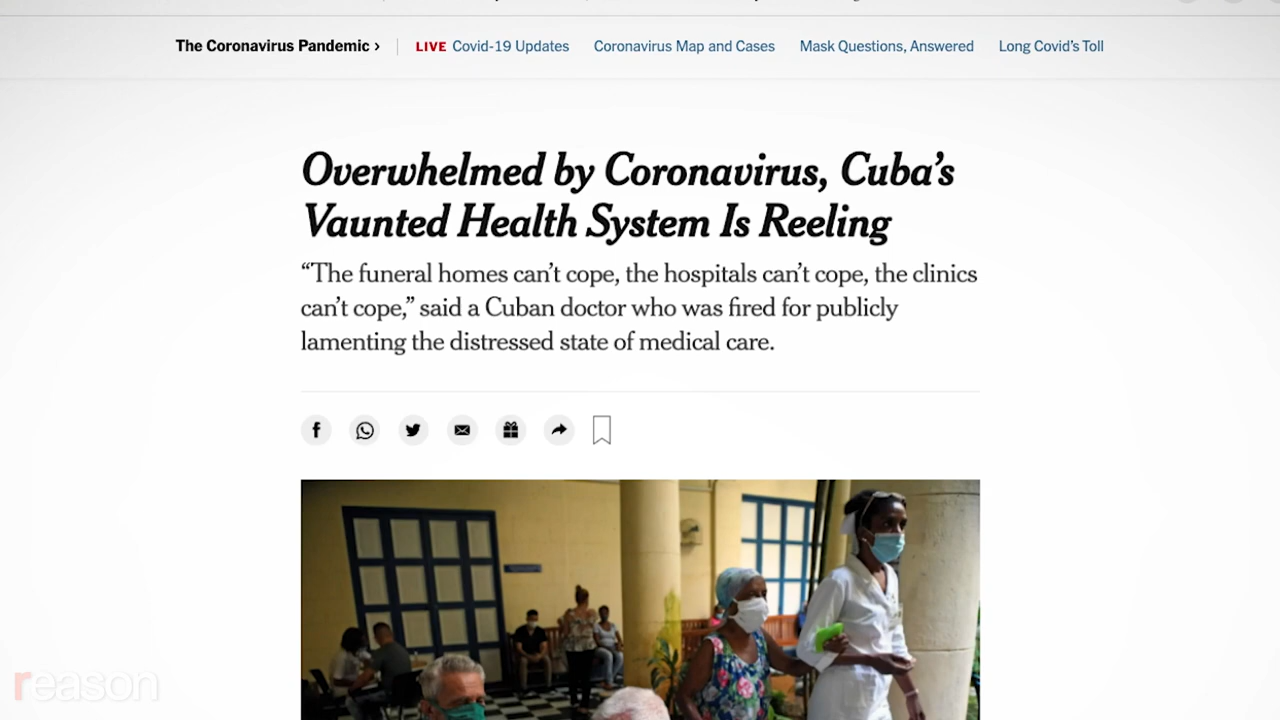 The Coronavirus Pandemic › LIVE Covid-19 Updates Coronavirus Map and Cases Mask Questions, Answered Long Covid’s Toll
Overwhelmed by Coronavirus, Cuba’s
Vaunted Health System Is Reeling
“The funeral homes can’t cope, the hospitals can’t cope, the clinics
can’t cope,” said a Cuban doctor who was fired for publicly
lamenting the distressed state of medical care.
reason